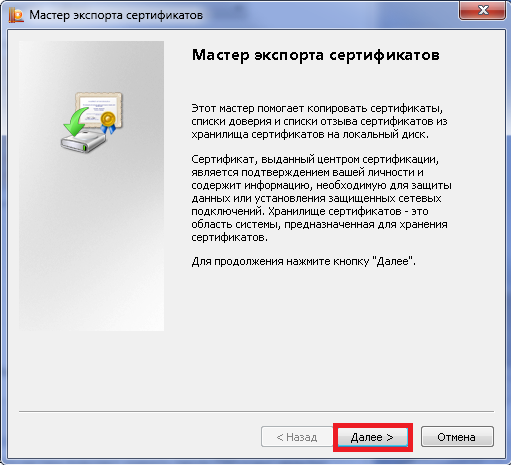 Мастер экспорта сертификатов
Мастер экспорта сертификатов
Этот мастер помогает копировать сертификаты,
списки доверия и списки отзыва сертификатов из
хранилища сертификатов на локальный диск.
Сертификат, выданный центром сертификации,
является подтверждением вашей личности и
содержит информацию, необходимую для защиты
данных или установления защищенных сетевых
подключений. Хранилище сертификатов - это
область системы, предназначенная для хранения
сертификатов.
Для продолжения нажмите кнопку "Далее".
< Назад
Далее >
Отмена